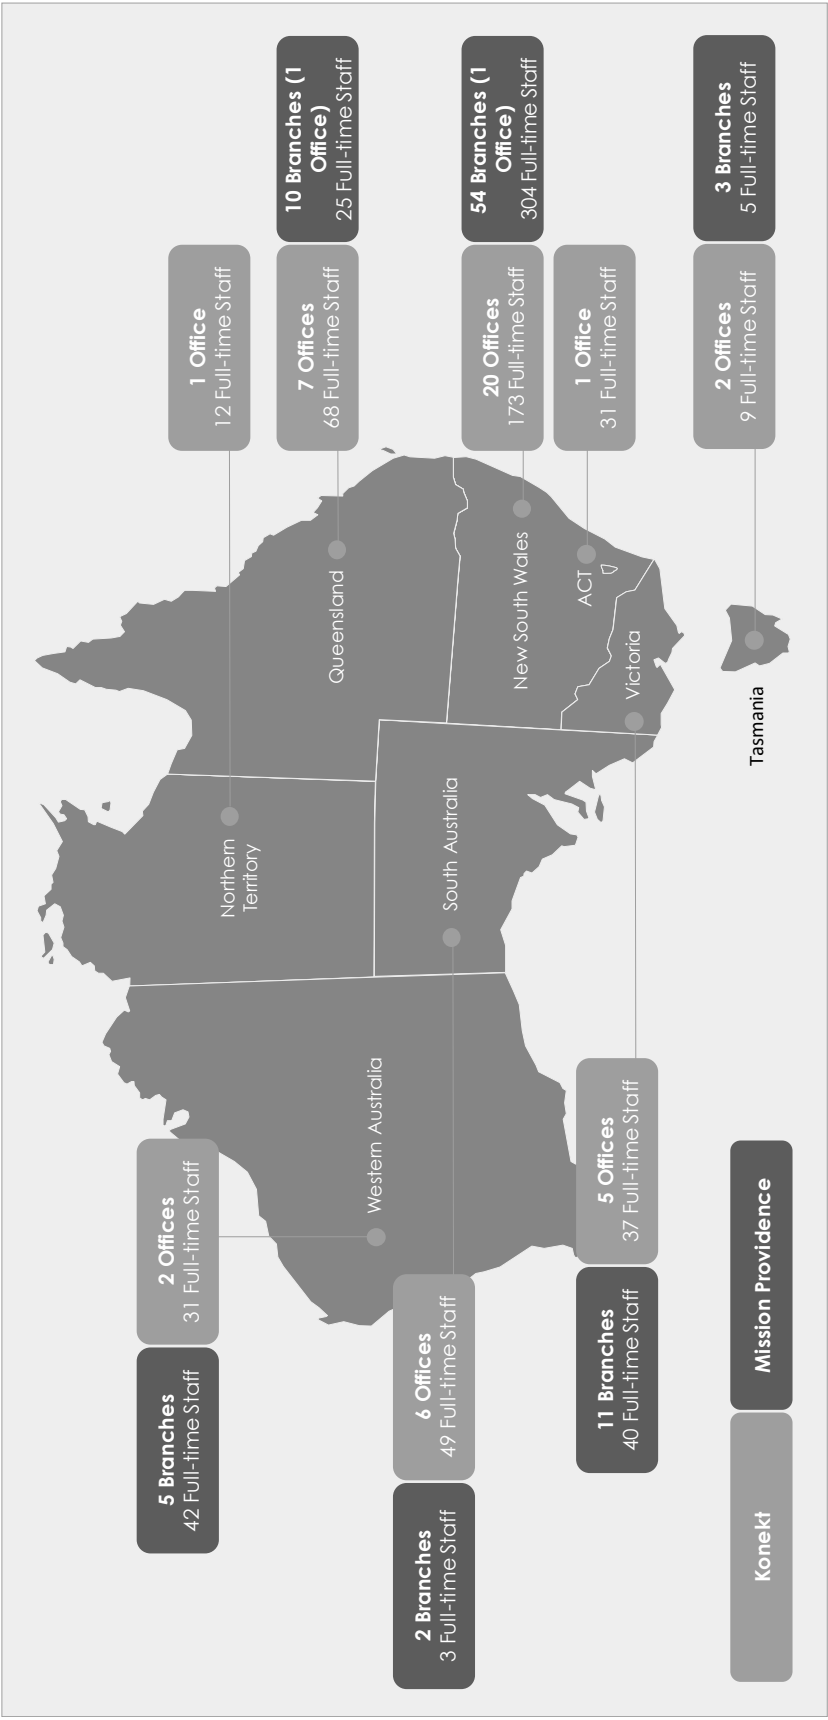 5 Branches
42 Full-time Staff
2 Offices
31 Full-time Staff
1 Office
12 Full-time Staff
7 Offices
68 Full-time Staff
10 Branches (1
Office)
25 Full-time Staff
Northern
Territory
Queensland
Western Australia
South Australia
2 Branches
3 Full-time Staff
6 Offices
49 Full-time Staff
New South Wales
20 Offices
173 Full-time Staff
54 Branches (1
Office)
304 Full-time Staff
ACT
1 Office
31 Full-time Staff
Victoria
11 Branches
40 Full-time Staff
5 Offices
37 Full-time Staff
Tasmania
2 Offices
9 Full-time Staff
3 Branches
5 Full-time Staff
Konekt
Mission Providence